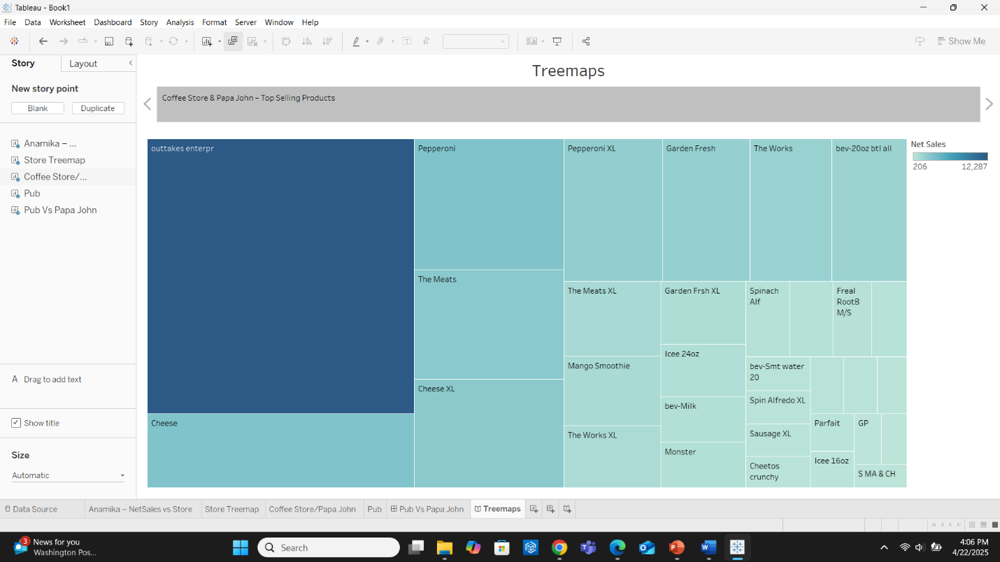 Tableau - Book1
File Data Worksheet Dashboard Story Analysis Format Server Window Help
Show Me
Story
Layout
New story point
Blank
Duplicate
Anamika – ...
Store Treemap
Coffee Store/...
Pub
Pub Vs Papa John
A Drag to add text
Show title
Size
Automatic
Treemaps
Coffee Store & Papa John – Top Selling Products
outtakes enterpr
Cheese
Pepperoni
The Meats
Cheese XL
Pepperoni XL
Garden Fresh
The Works
bev-20oz btl all
The Meats XL
Mango Smoothie
The Works XL
Garden Frsh XL
Icee 24oz
bev-Milk
Monster
Spinach
Alf
Freal
RootB
M/S
bev-Smt water
20
Spin Alfredo XL
Sausage XL
Cheetos
crunchy
Parfait
Icee 16oz
GP
S MA & CH
Net Sales
206 12,287
Data Source
Anamika – NetSales vs Store
Store Treemap
Coffee Store/Papa John
Pub
Pub Vs Papa John
Treemaps
3
News for you
Washington Pos...
Search
4:06 PM
4/22/2025